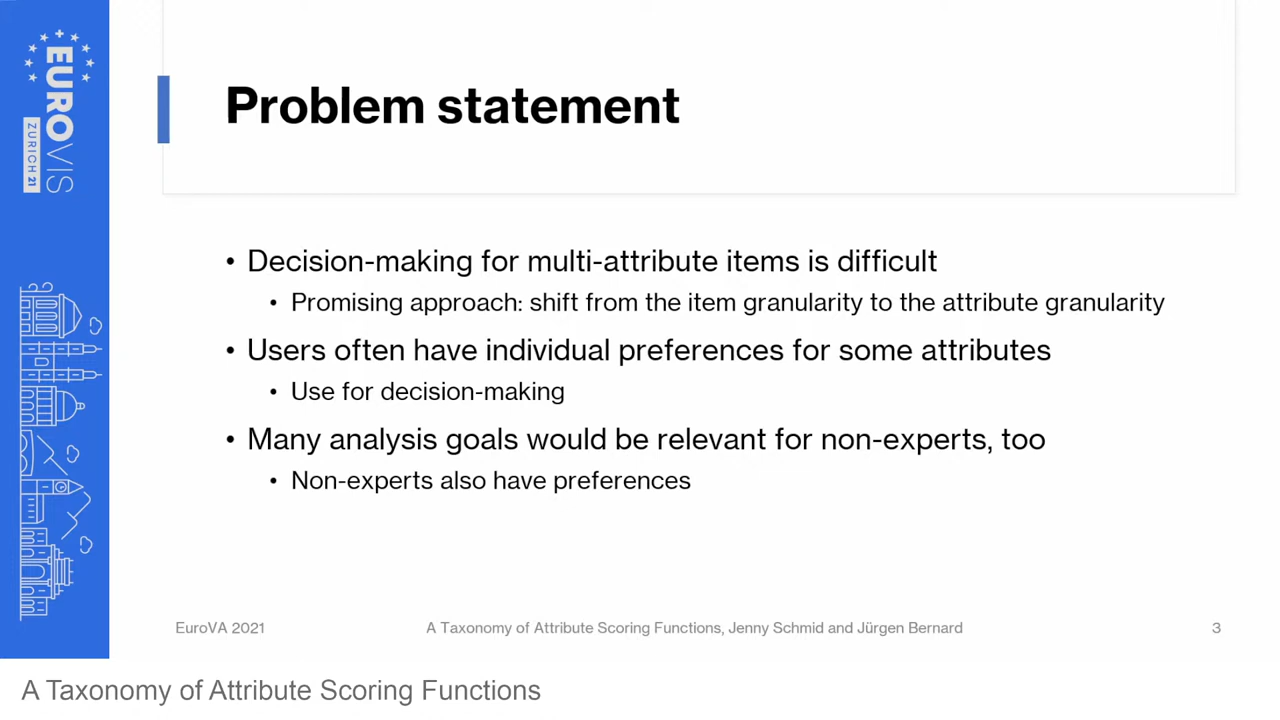 EUROVIS
ZURICH 21
Problem statement
• Decision-making for multi-attribute items is difficult
• Promising approach: shift from the item granularity to the attribute granularity
• Users often have individual preferences for some attributes
• Use for decision-making
• Many analysis goals would be relevant for non-experts, too
• Non-experts also have preferences
EuroVA 2021
A Taxonomy of Attribute Scoring Functions, Jenny Schmid and Jürgen Bernard
3
A Taxonomy of Attribute Scoring Functions